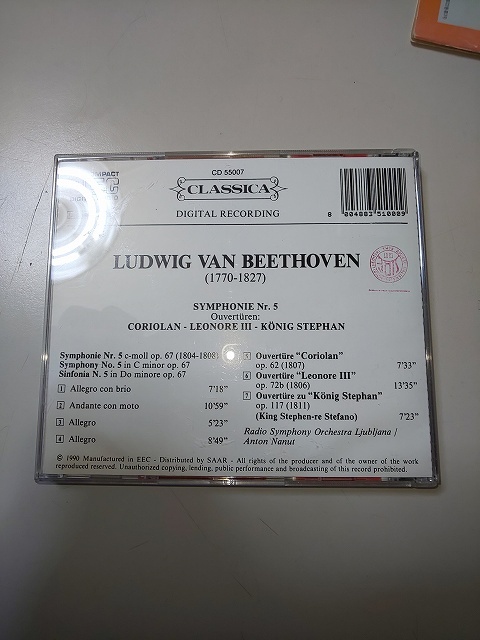 CD 55007
CLASSICA
DIGITAL RECORDING
8 004883 510009
LUDWIG VAN BEETHOVEN
(1770-1827)
SYMPHONIE Nr. 5
Ouvertüren:
CORIOLAN - LEONORE III - KÖNIG STEPHAN
Symphonie Nr. 5 c-moll op. 67 (1804-1808)
Symphony No. 5 in C minor op. 67
Sinfonia N. 5 in Do minore op. 67
1 Allegro con brio 7'18"
2 Andante con moto 10'59"
3 Allegro 5'23"
4 Allegro 8'49"
5 Ouvertüre "Coriolan"
op. 62 (1807) 7'33"
6 Ouvertüre "Leonore III"
op. 72b (1806) 13'35"
7 Ouvertüre zu "König Stephan"
op. 117 (1811)
(King Stephen-re Stefano) 7'23"
Radio Symphony Orchestra Ljubljana /
Anton Nanut
© 1990 Manufactured in EEC - Distributed by SAAR - All rights of the producer and of the owner of the work
reproduced reserved. Unauthorized copying, lending, public performance and broadcasting of this record prohibited.